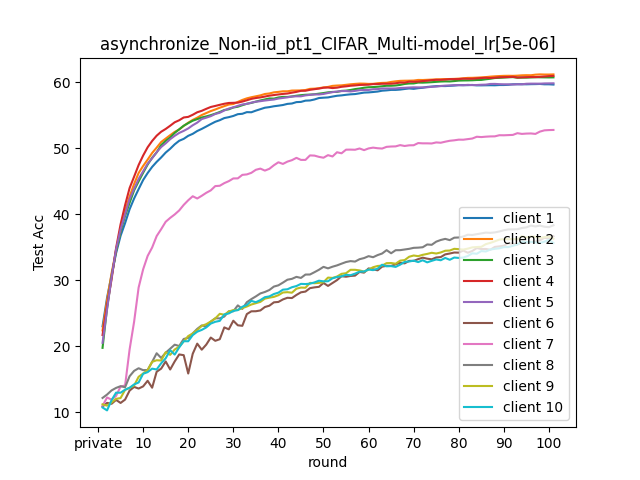 asynchronize_Non-iid_pt1_CIFAR_Multi-model_lr[5e-06]
60
50
40
30
20
10
Test Acc
client 1
client 2
client 3
client 4
client 5
client 6
client 7
client 8
client 9
client 10
private 10 20 30 40 50 60 70 80 90 100
round